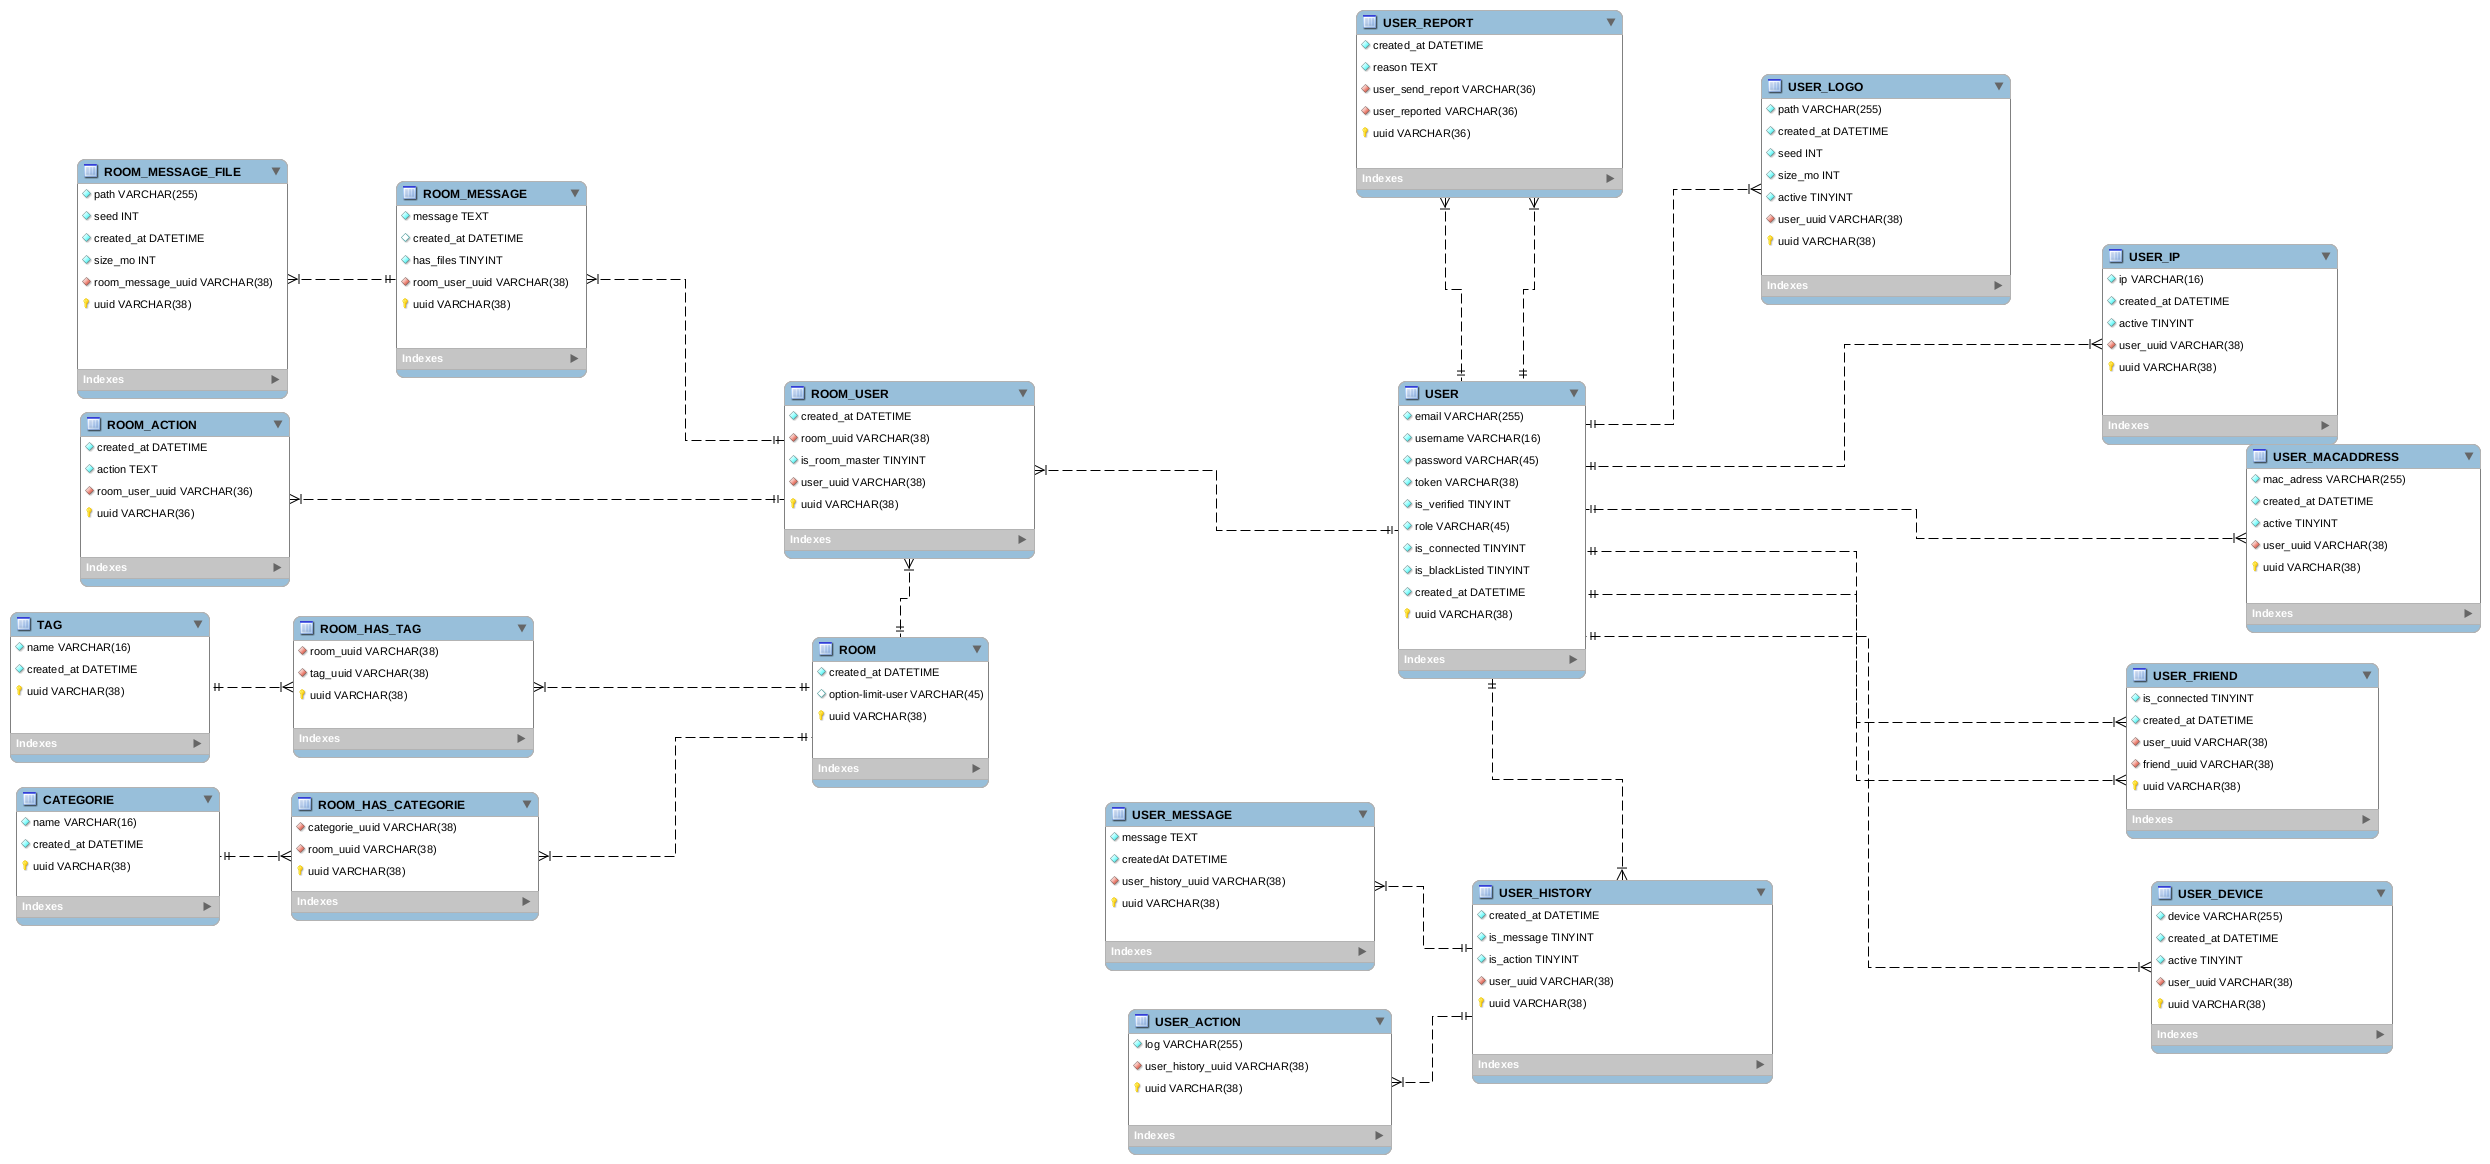 USER_REPORT
created_at DATETIME
reason TEXT
user_send_report VARCHAR(36)
user_reported VARCHAR(36)
uuid VARCHAR(36)
Indexes
USER_LOGO
path VARCHAR(255)
created_at DATETIME
seed INT
size_mo INT
active TINYINT
user_uuid VARCHAR(38)
uuid VARCHAR(38)
Indexes
ROOM_MESSAGE_FILE
path VARCHAR(255)
seed INT
created_at DATETIME
size_mo INT
room_message_uuid VARCHAR(38)
uuid VARCHAR(38)
Indexes
ROOM_MESSAGE
message TEXT
created_at DATETIME
has_files TINYINT
room_user_uuid VARCHAR(38)
uuid VARCHAR(38)
Indexes
USER_IP
ip VARCHAR(16)
created_at DATETIME
active TINYINT
user_uuid VARCHAR(38)
uuid VARCHAR(38)
Indexes
ROOM_USER
created_at DATETIME
room_uuid VARCHAR(38)
is_room_master TINYINT
user_uuid VARCHAR(38)
uuid VARCHAR(38)
Indexes
USER
email VARCHAR(255)
username VARCHAR(16)
password VARCHAR(45)
token VARCHAR(38)
is_verified TINYINT
role VARCHAR(45)
is_connected TINYINT
is_blackListed TINYINT
created_at DATETIME
uuid VARCHAR(38)
Indexes
ROOM_ACTION
created_at DATETIME
action TEXT
room_user_uuid VARCHAR(36)
uuid VARCHAR(36)
Indexes
USER_MACADDRESS
mac_adress VARCHAR(255)
created_at DATETIME
active TINYINT
user_uuid VARCHAR(38)
uuid VARCHAR(38)
Indexes
TAG
name VARCHAR(16)
created_at DATETIME
uuid VARCHAR(38)
Indexes
ROOM_HAS_TAG
room_uuid VARCHAR(38)
tag_uuid VARCHAR(38)
uuid VARCHAR(38)
Indexes
ROOM
created_at DATETIME
option-limit-user VARCHAR(45)
uuid VARCHAR(38)
Indexes
USER_FRIEND
is_connected TINYINT
created_at DATETIME
user_uuid VARCHAR(38)
friend_uuid VARCHAR(38)
uuid VARCHAR(38)
Indexes
CATEGORIE
name VARCHAR(16)
created_at DATETIME
uuid VARCHAR(38)
Indexes
ROOM_HAS_CATEGORIE
categorie_uuid VARCHAR(38)
room_uuid VARCHAR(38)
uuid VARCHAR(38)
Indexes
USER_MESSAGE
message TEXT
createdAt DATETIME
user_history_uuid VARCHAR(38)
uuid VARCHAR(38)
Indexes
USER_HISTORY
created_at DATETIME
is_message TINYINT
is_action TINYINT
user_uuid VARCHAR(38)
uuid VARCHAR(38)
Indexes
USER_DEVICE
device VARCHAR(255)
created_at DATETIME
active TINYINT
user_uuid VARCHAR(38)
uuid VARCHAR(38)
Indexes
USER_ACTION
log VARCHAR(255)
user_history_uuid VARCHAR(38)
uuid VARCHAR(38)
Indexes